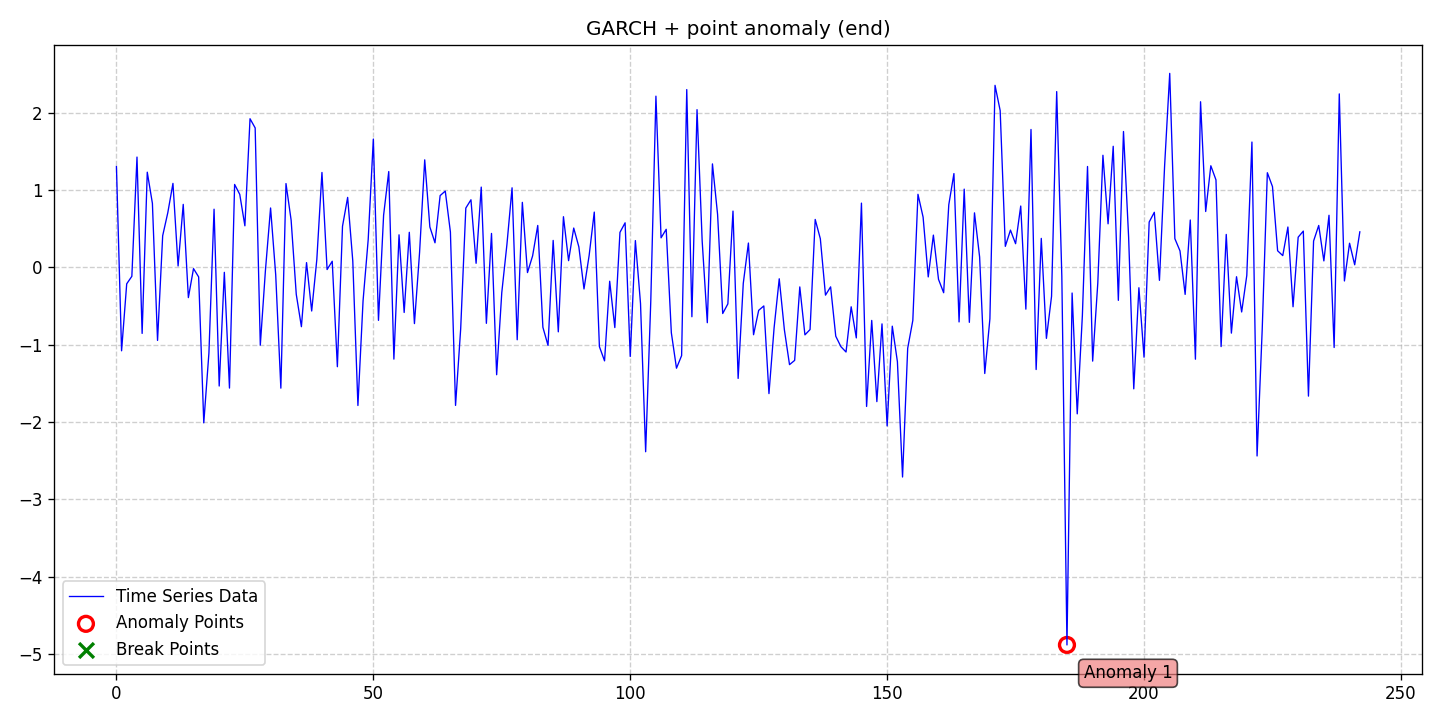 GARCH + point anomaly (end)
2
1
0
−1
−2
−3
−4
−5
Time Series Data
Anomaly Points
Break Points
Anomaly 1
0
50
100
150
200
250